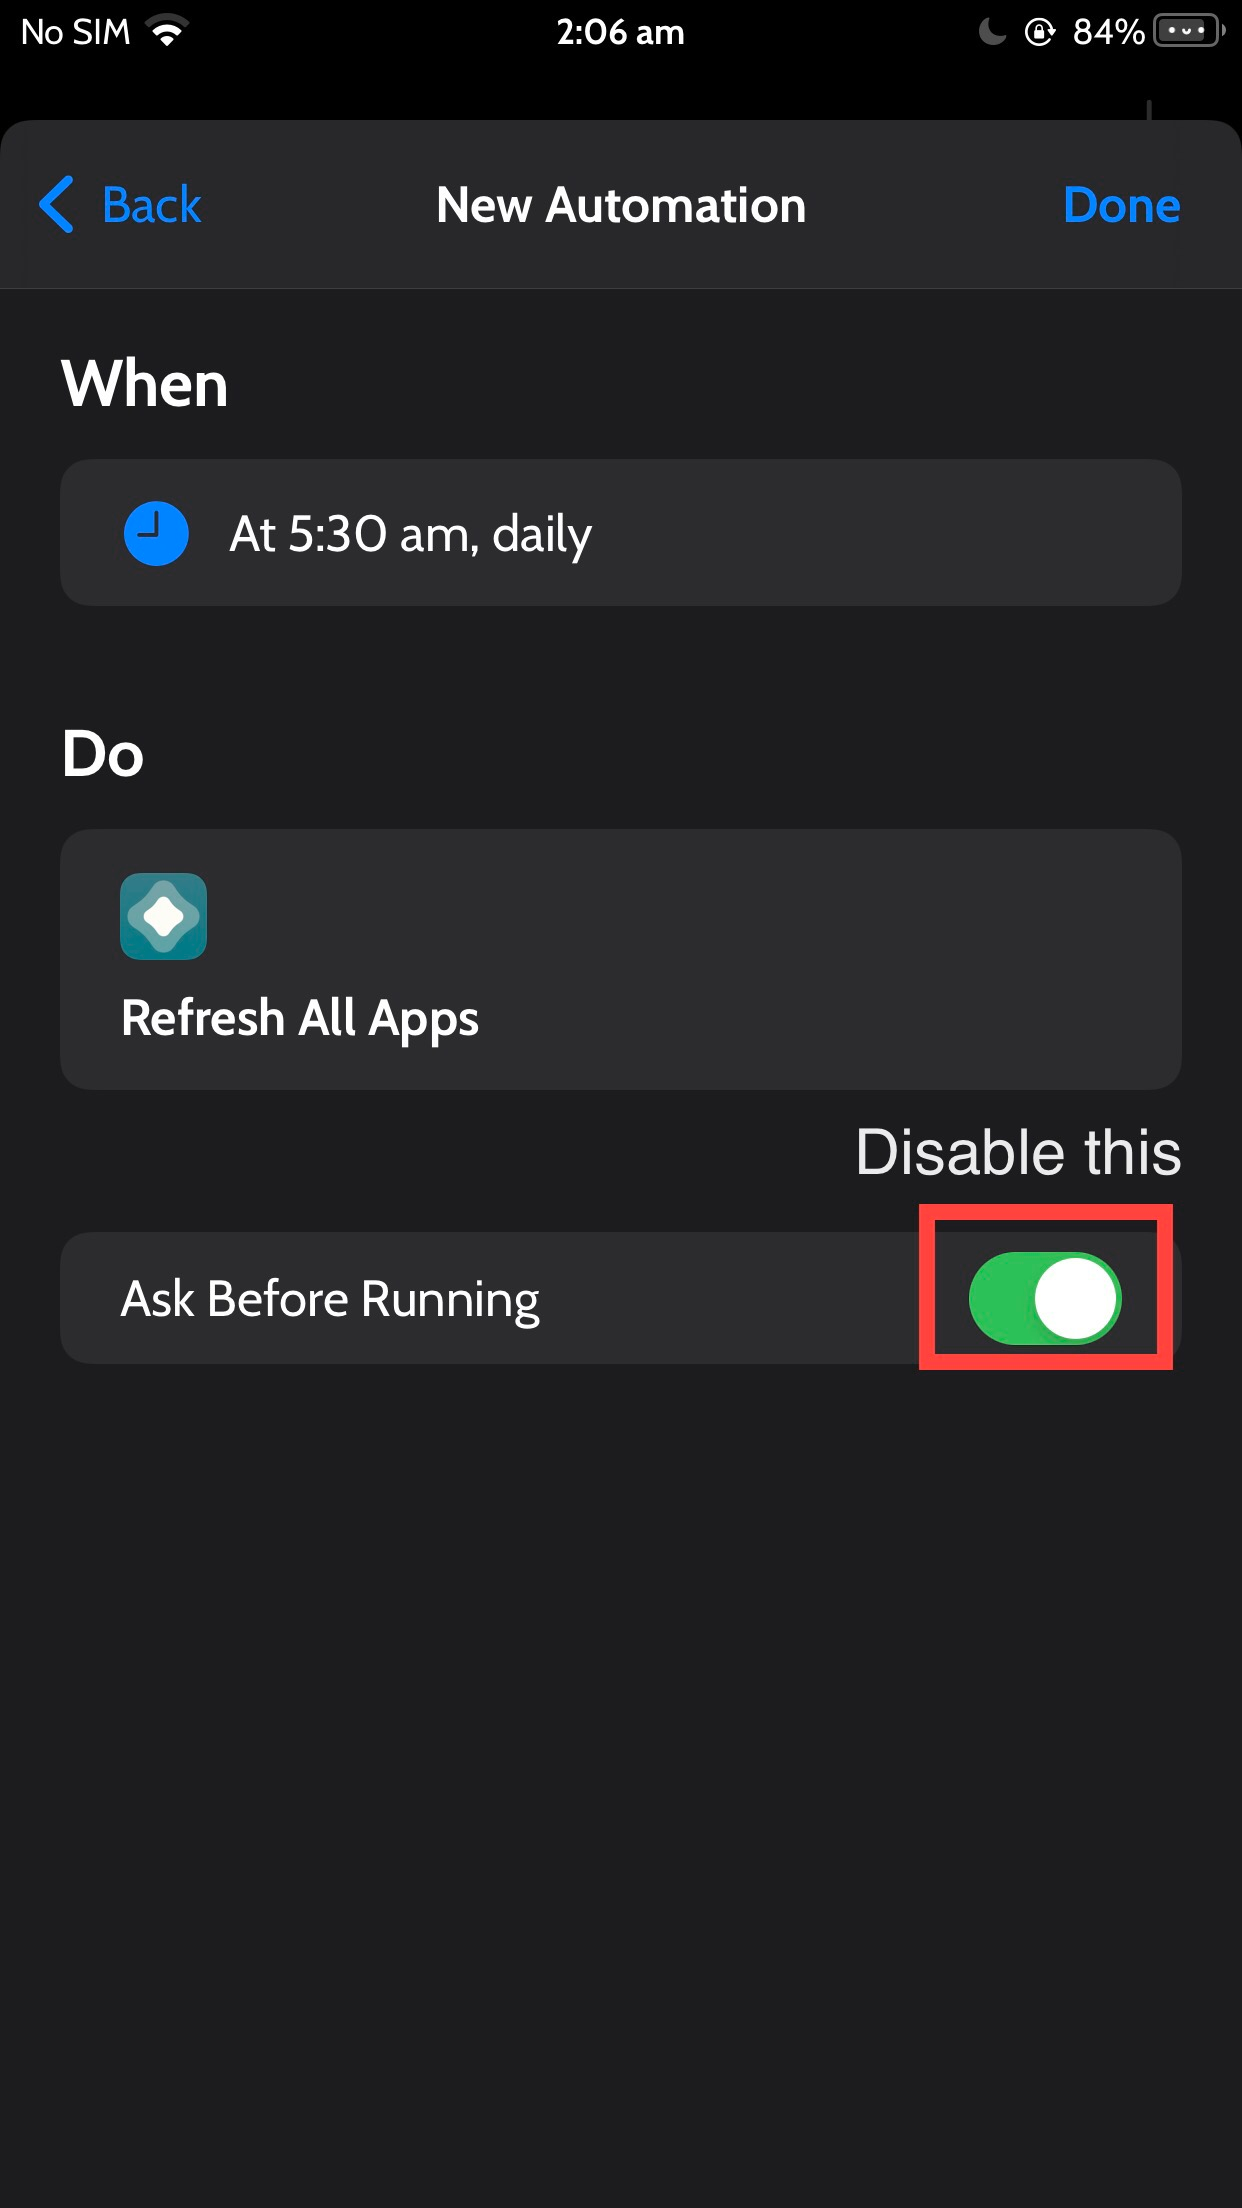 No SIM 2:06 am 84%
Back New Automation Done
When
At 5:30 am, daily
Do
Refresh All Apps
Disable this
Ask Before Running